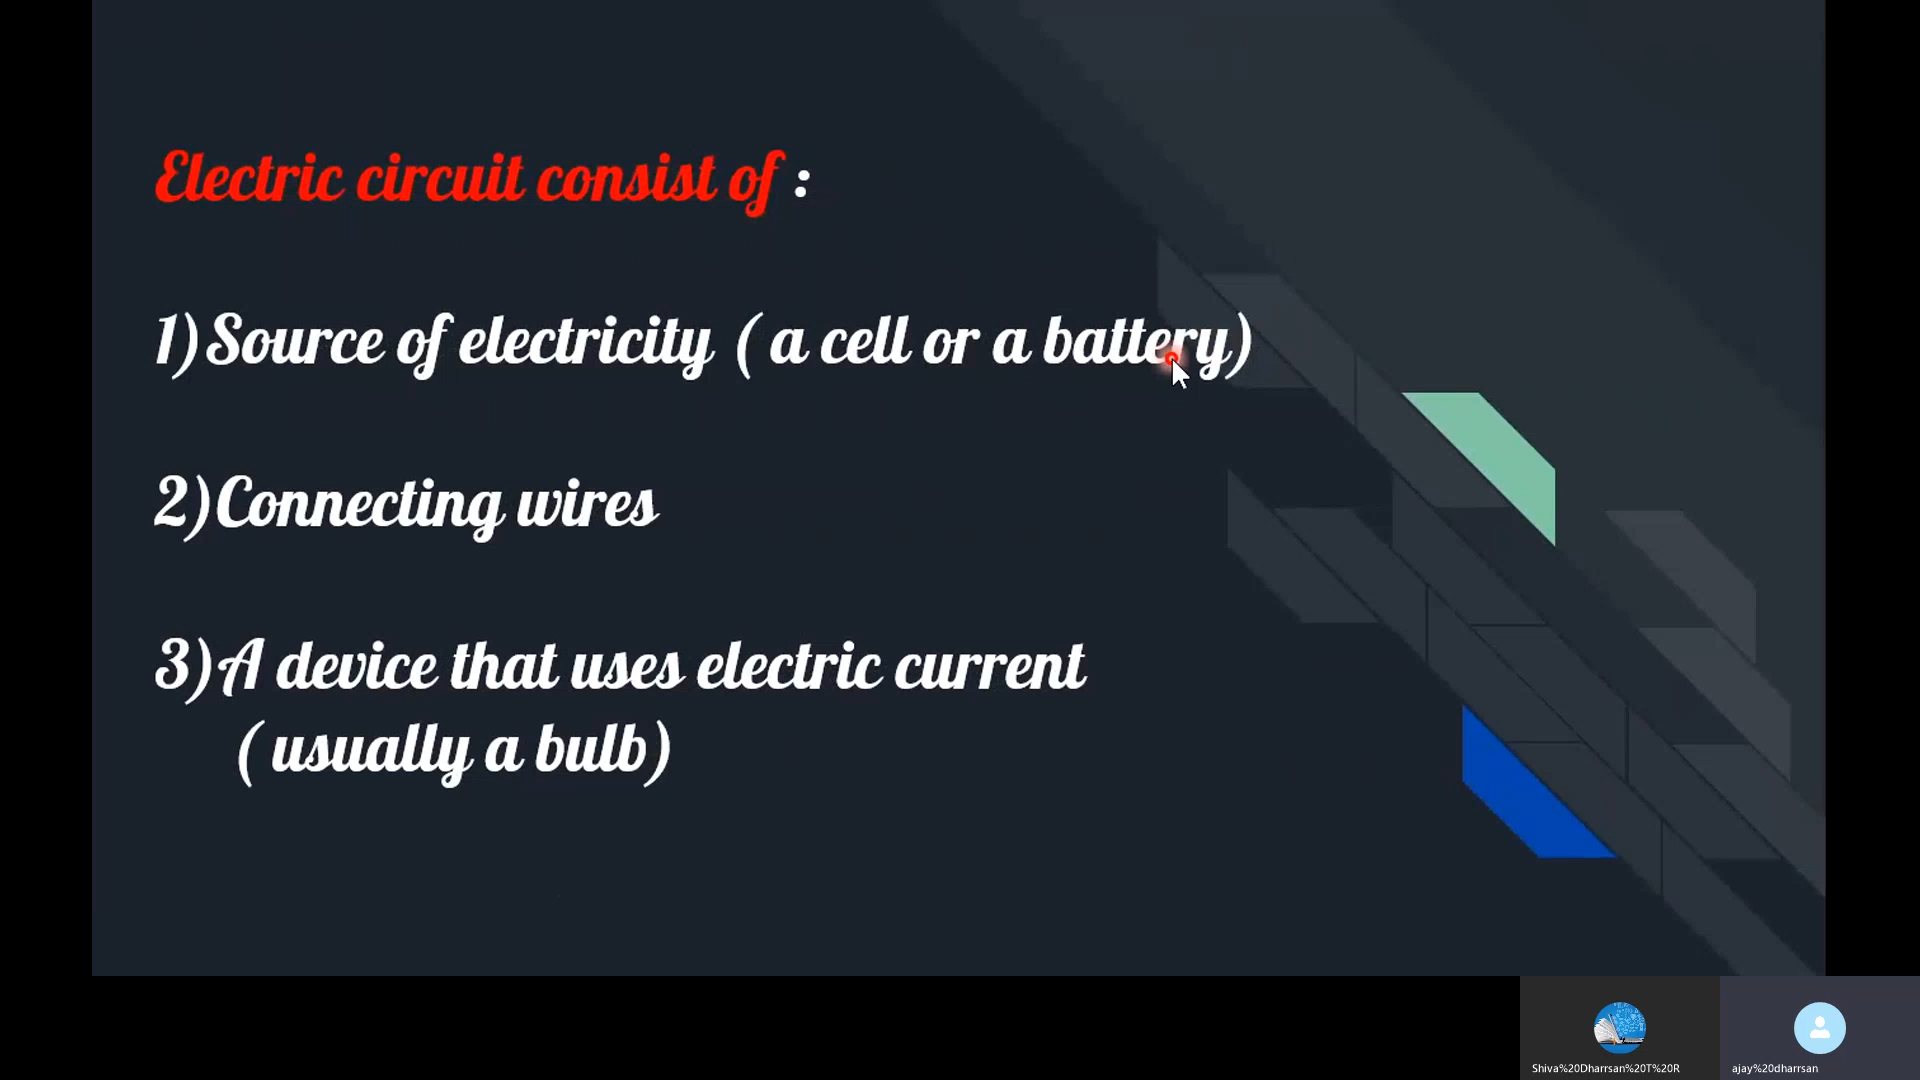 Electric circuit consist of :
1)Source of electricity ( a cell or a battery)
2)Connecting wires
3)A device that uses electric current
( usually a bulb)
Shiva%20Dharrsan%20T%20R
ajay%20dharrsan